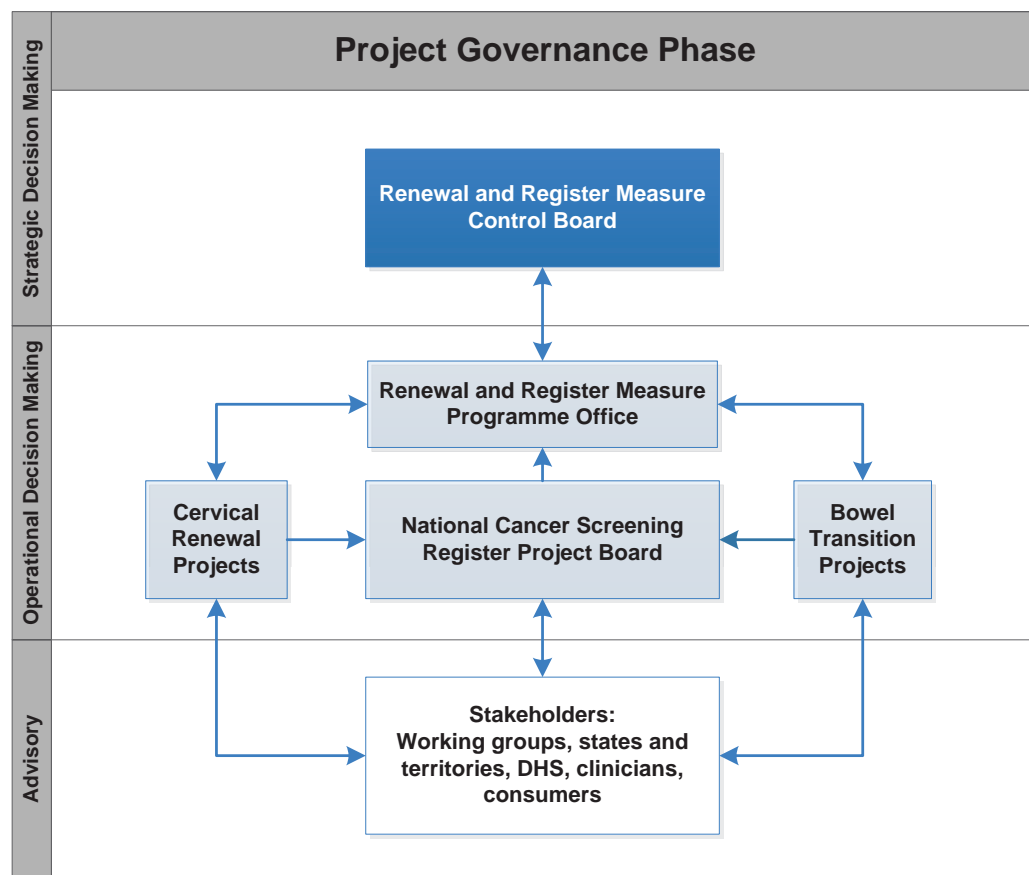 Project Governance Phase
Strategic Decision Making
Renewal and Register Measure
Control Board
Operational Decision Making
Renewal and Register Measure
Programme Office
Cervical
Renewal
Projects
National Cancer Screening
Register Project Board
Bowel
Transition
Projects
Advisory
Stakeholders:
Working groups, states and
territories, DHS, clinicians,
consumers